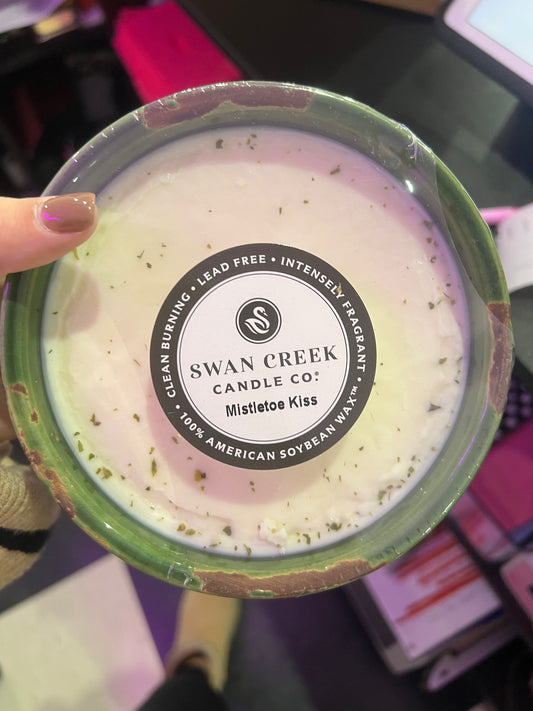 CLEAN BURNING • LEAD FREE • INTENSELY FRAGRANT •
SWAN CREEK
CANDLE CO.®
Mistletoe Kiss
• 100% AMERICAN SOYBEAN WAX™ •